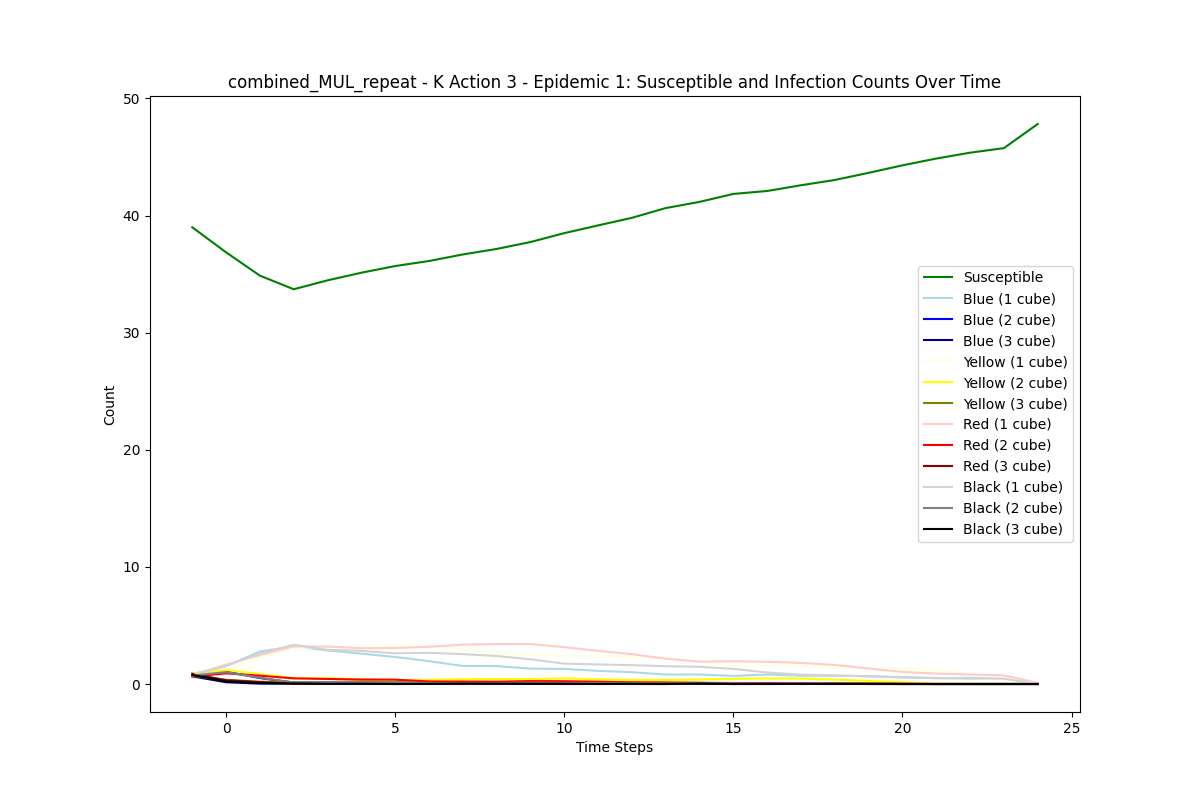 combined_MUL_repeat - K Action 3 - Epidemic 1: Susceptible and Infection Counts Over Time
50
40
30
20
10
0
Count
Susceptible
Blue (1 cube)
Blue (2 cube)
Blue (3 cube)
Yellow (1 cube)
Yellow (2 cube)
Yellow (3 cube)
Red (1 cube)
Red (2 cube)
Red (3 cube)
Black (1 cube)
Black (2 cube)
Black (3 cube)
0 5 10 15 20 25
Time Steps